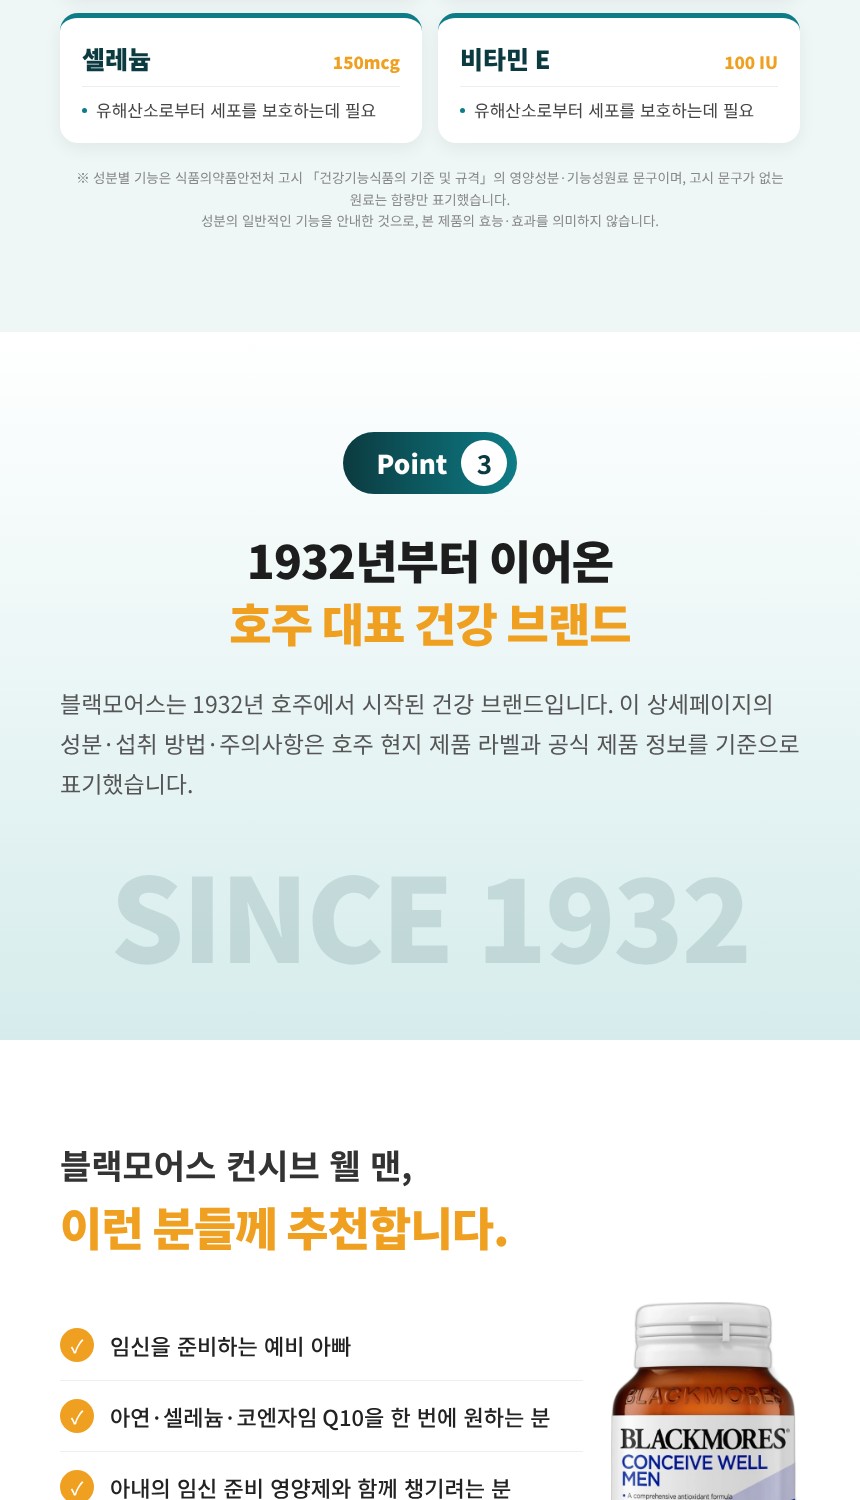 셀레늄
150mcg
유해산소로부터 세포를 보호하는데 필요
비타민 E
100 IU
유해산소로부터 세포를 보호하는데 필요
※ 성분별 기능은 식품의약품안전처 고시 「건강기능식품의 기준 및 규격」의 영양성분·기능성원료 문구이며, 고시 문구가 없는
원료는 함량만 표기했습니다.
성분의 일반적인 기능을 안내한 것으로, 본 제품의 효능·효과를 의미하지 않습니다.
Point 3
1932년부터 이어온
호주 대표 건강 브랜드
블랙모어스는 1932년 호주에서 시작된 건강 브랜드입니다. 이 상세페이지의
성분·섭취 방법·주의사항은 호주 현지 제품 라벨과 공식 제품 정보를 기준으로
표기했습니다.
SINCE 1932
블랙모어스 컨시브 웰 맨,
이런 분들께 추천합니다.
임신을 준비하는 예비 아빠
아연·셀레늄·코엔자임 Q10을 한 번에 원하는 분
아내의 임신 준비 영양제와 함께 챙기려는 분
BLACKMORES
BLACKMORES®
CONCEIVE WELL
MEN
• A comprehensive antioxidant formula